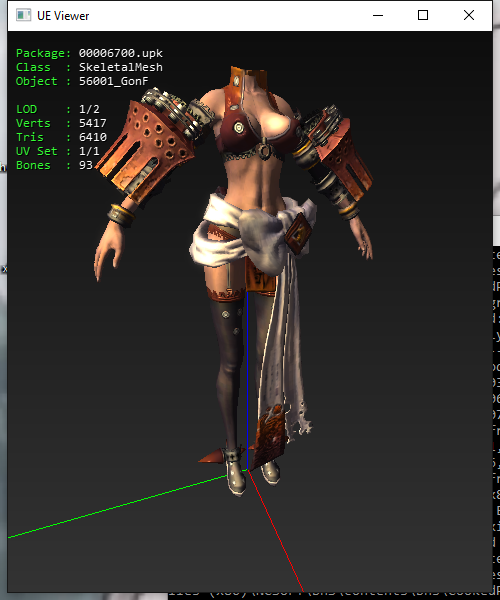 UE Viewer
Package: 00006700.upk
Class : SkeletalMesh
Object : 56001_GonF
LOD : 1/2
Verts : 5417
Tris : 6410
UV Set : 1/1
Bones : 93